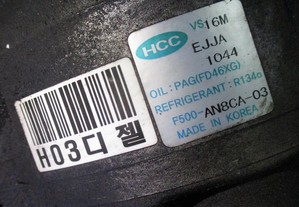 HCC
VS16M
EJJA
1044
OIL: PAG(FD46XG)
REFRIGERANT: R134a
F500-AN8CA-03
MADE IN KOREA
H03디젤